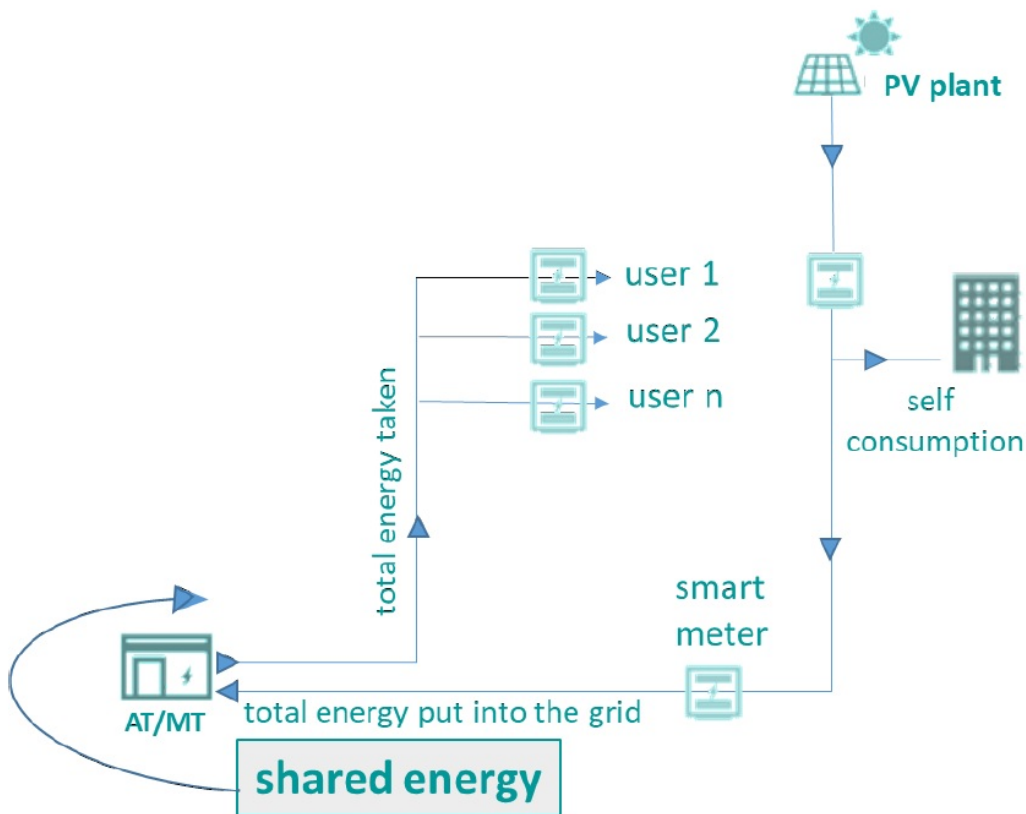 PV plant
user 1
user 2
user n
self
consumption
total energy taken
smart
meter
AT/MT
total energy put into the grid
shared energy